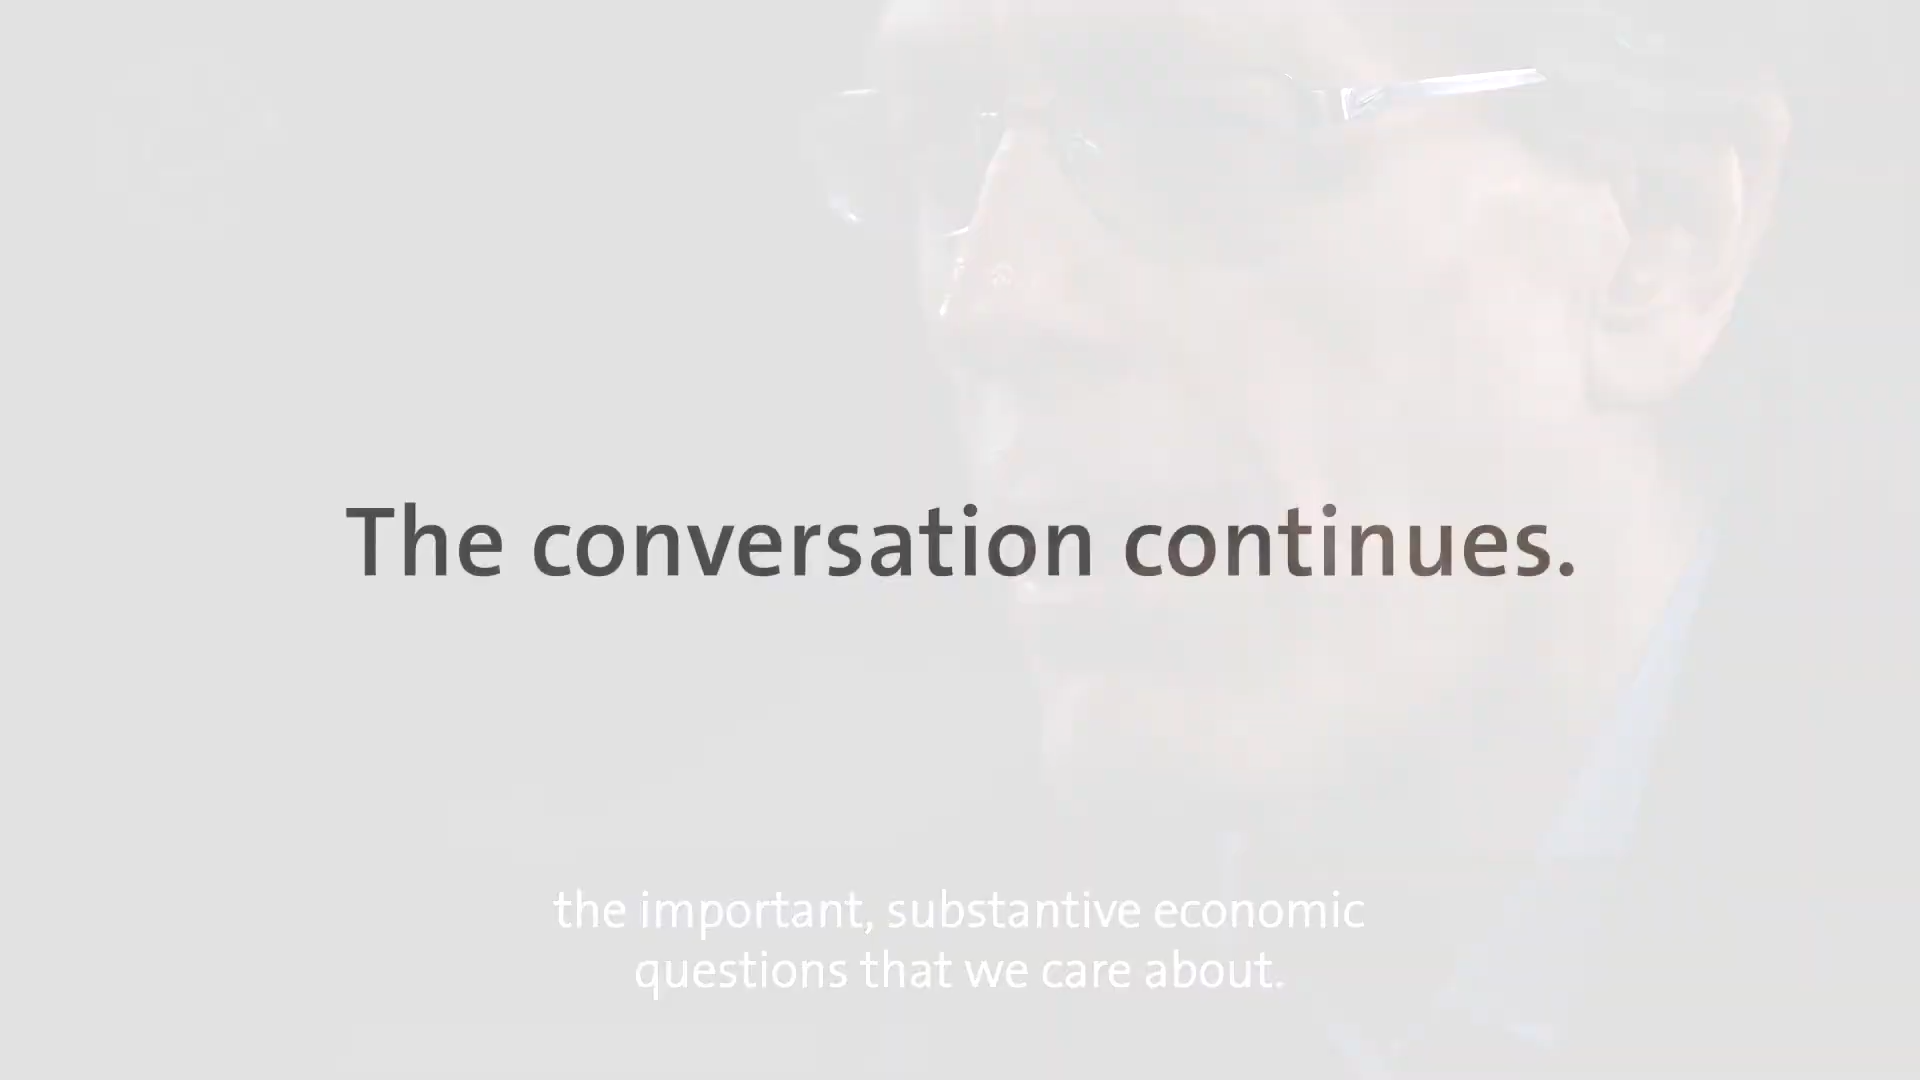 The conversation continues.
the important, substantive economic
questions that we care about.